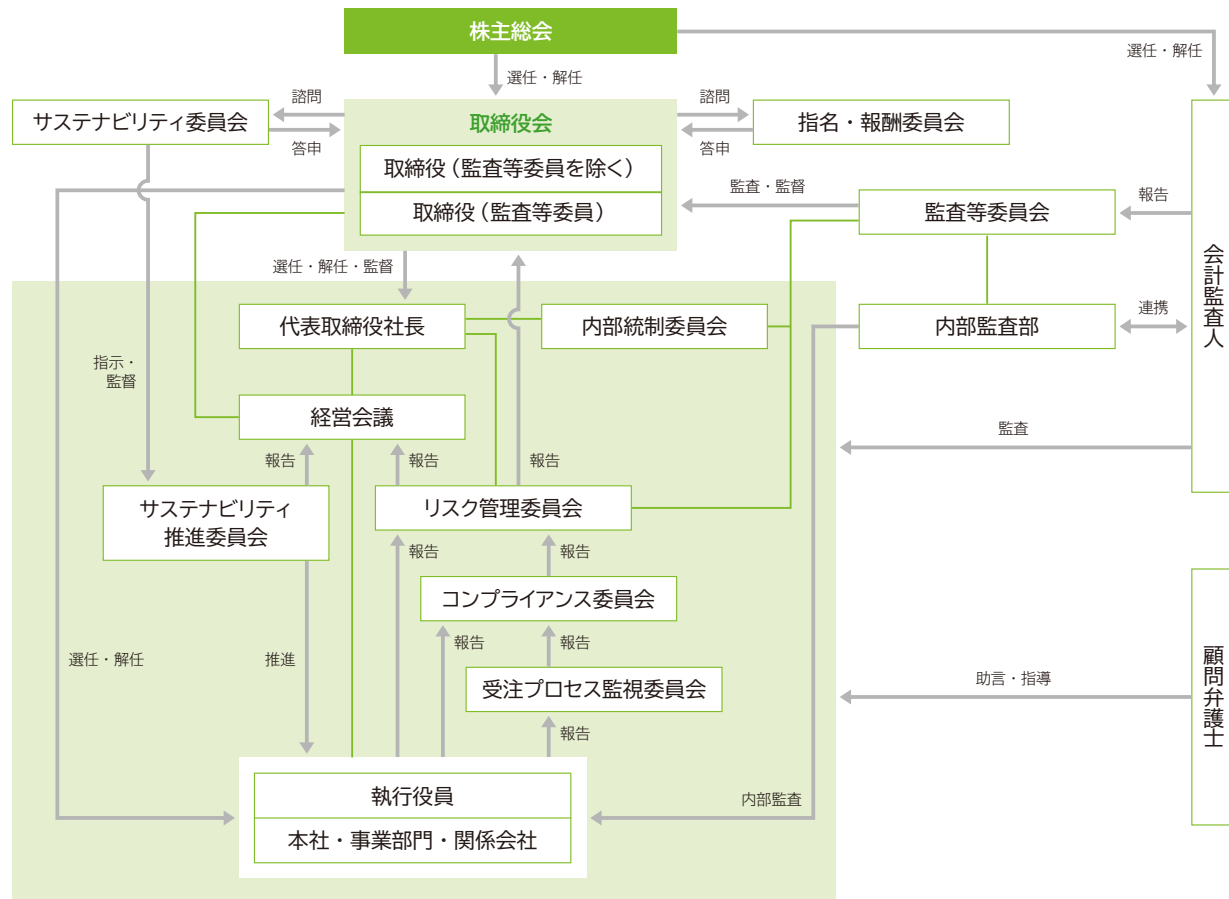 株主総会
選任・解任
選任・解任
諮問
諮問
サステナビリティ委員会
取締役会
指名・報酬委員会
答申
答申
取締役（監査等委員を除く）
取締役（監査等委員）
監査・監督
監査等委員会
報告
会計監査人
選任・解任・監督
代表取締役社長
内部統制委員会
内部監査部
連携
指示・
監督
経営会議
監査
報告
報告
報告
サステナビリティ
推進委員会
リスク管理委員会
報告
報告
コンプライアンス委員会
報告
報告
選任・解任
推進
受注プロセス監視委員会
助言・指導
顧問弁護士
報告
執行役員
本社・事業部門・関係会社
内部監査